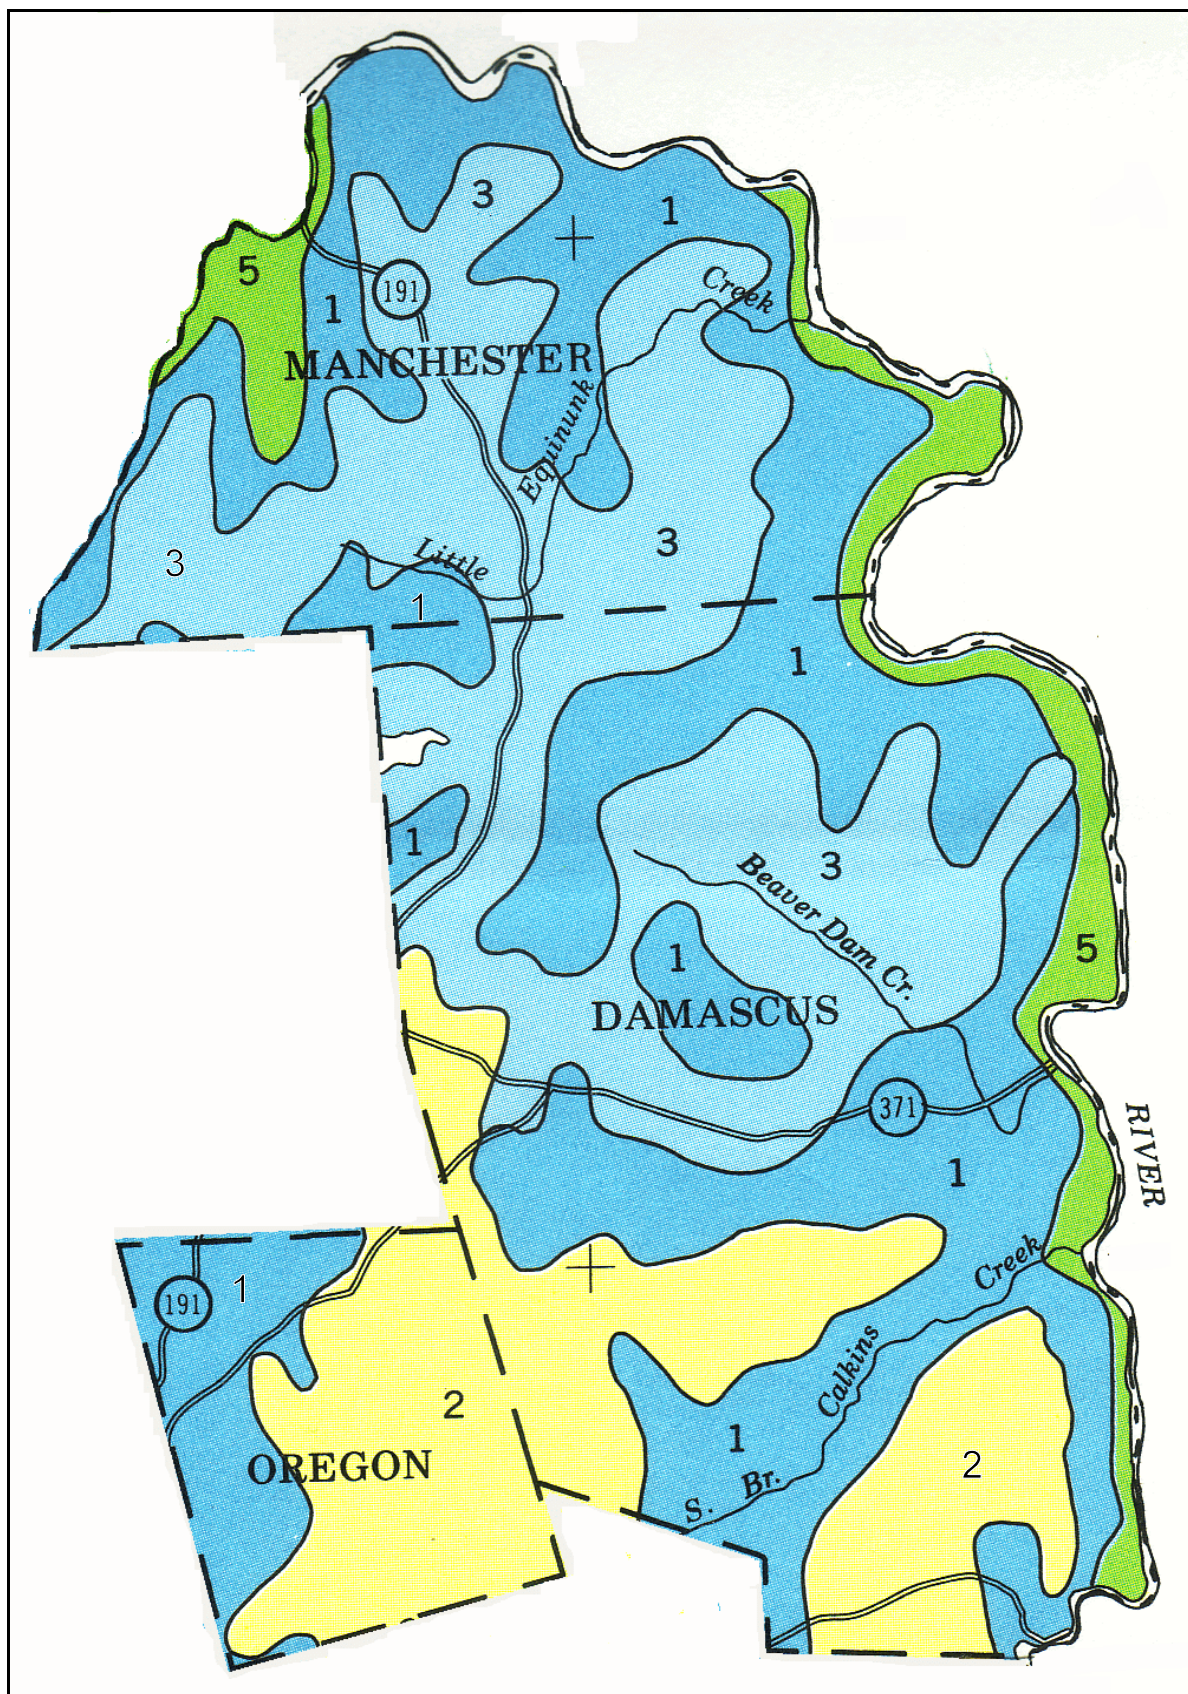 3
1
5
Creek
191
1
MANCHESTER
Equinunk
3
3
Little
1
1
1
3
Beaver Dam Cr.
5
1
DAMASCUS
371
RIVER
1
Creek
1
191
Calkins
2
1
2
OREGON
S. Br.